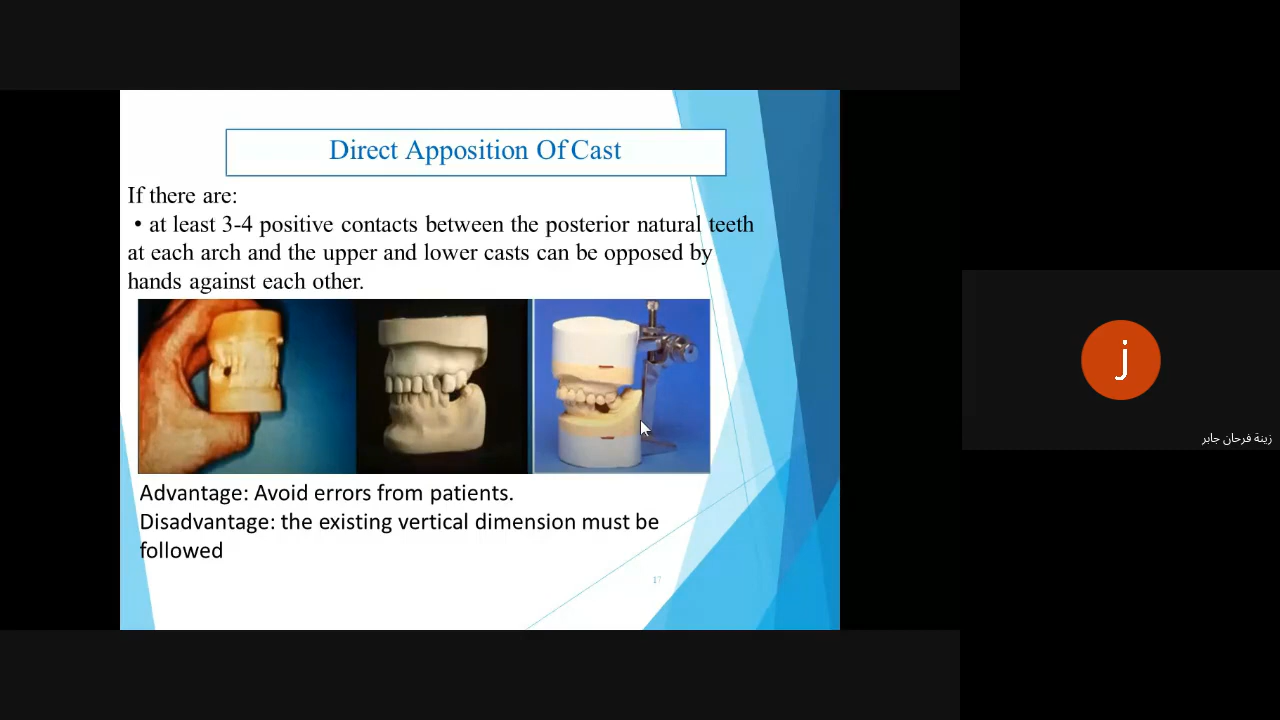 Direct Apposition Of Cast
If there are:
• at least 3-4 positive contacts between the posterior natural teeth
at each arch and the upper and lower casts can be opposed by
hands against each other.
Advantage: Avoid errors from patients.
Disadvantage: the existing vertical dimension must be
followed
17
j
زينة فرحان جابر